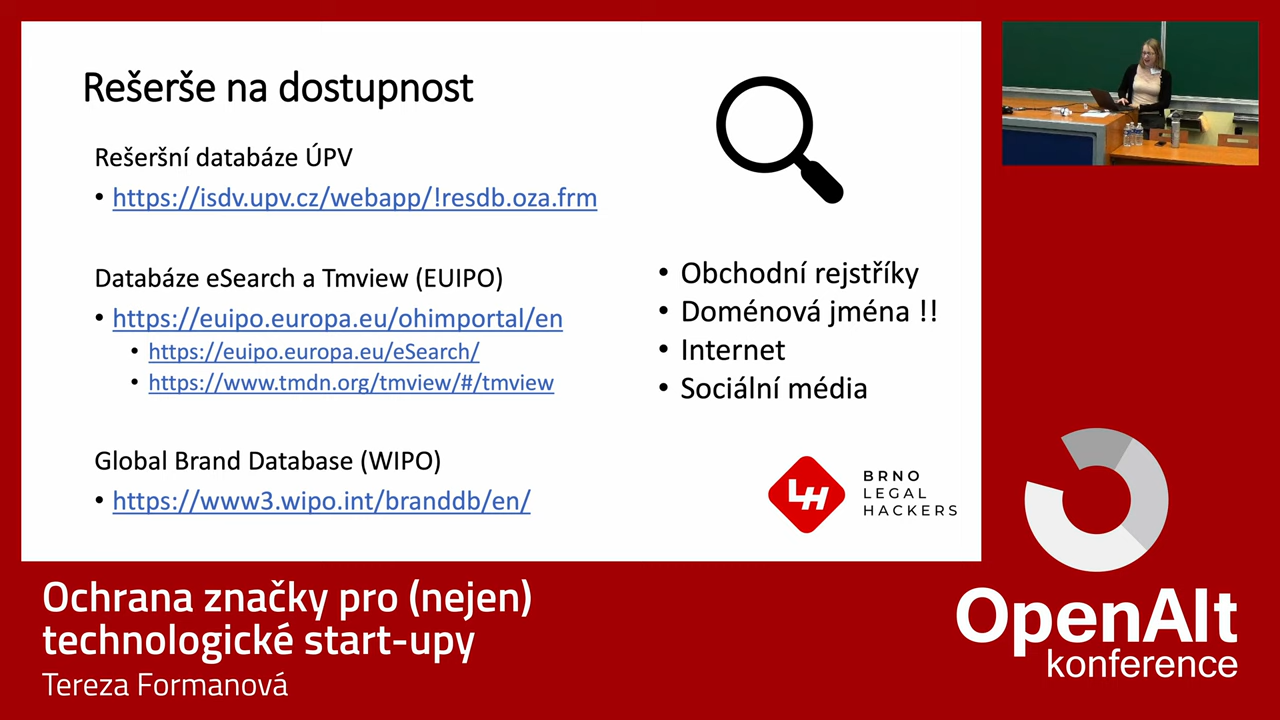 Rešerše na dostupnost
Rešeršní databáze ÚPV
• https://isdv.upv.cz/webapp/!resdb.oza.frm
Databáze eSearch a Tmview (EUIPO)
• https://euipo.europa.eu/ohimportal/en
• https://euipo.europa.eu/eSearch/
• https://www.tmdn.org/tmview/#/tmview
Global Brand Database (WIPO)
• https://www3.wipo.int/branddb/en/
• Obchodní rejstříky
• Doménová jména !!
• Internet
• Sociální média
LH
BRNO
LEGAL
HACKERS
Ochrana značky pro (nejen)
technologické start-upy
Tereza Formanová
OpenAlt
konference